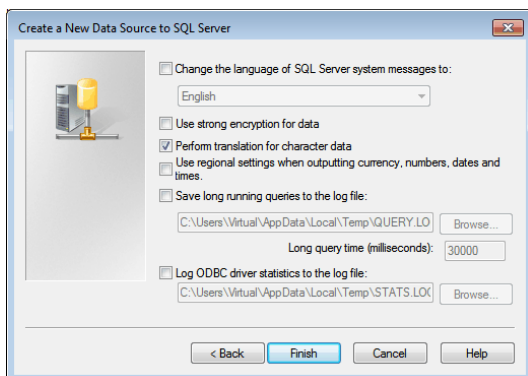 Create a New Data Source to SQL Server
Change the language of SQL Server system messages to:
English
Use strong encryption for data
Perform translation for character data
Use regional settings when outputting currency, numbers, dates and
times.
Save long running queries to the log file:
C:\Users\Virtual\AppData\Local\Temp\QUERY.LO
Browse...
Long query time (milliseconds):
30000
Log ODBC driver statistics to the log file:
C:\Users\Virtual\AppData\Local\Temp\STATS.LOG
Browse...
< Back
Finish
Cancel
Help